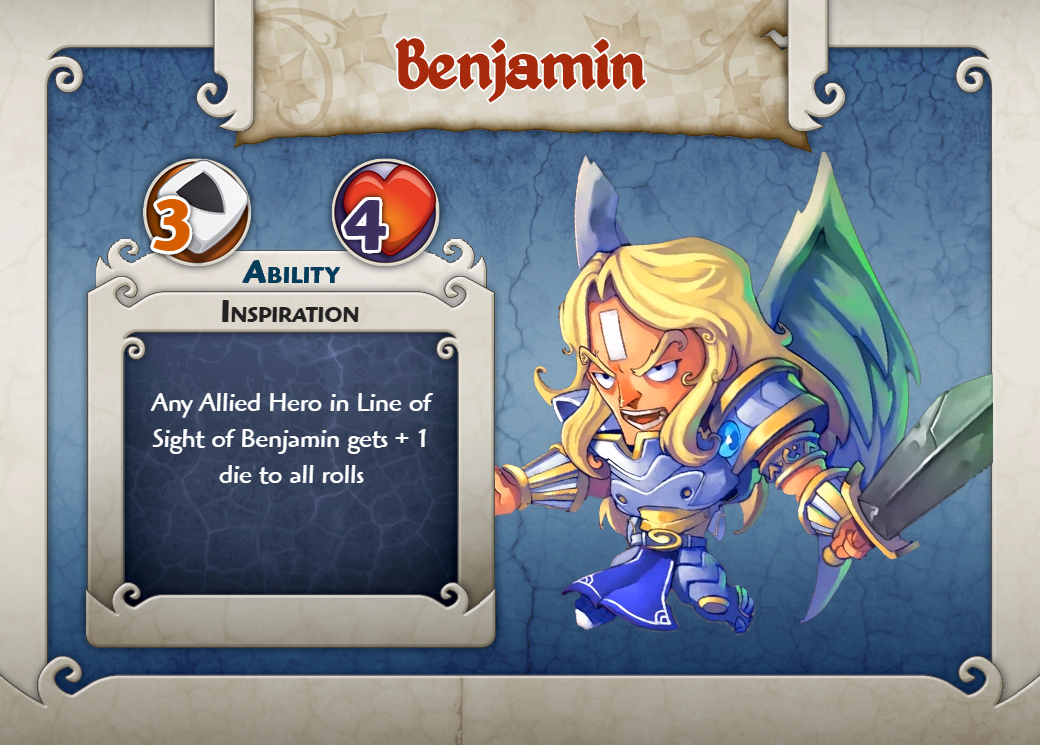 Benjamin
3
4
Ability
Inspiration
Any Allied Hero in Line of
Sight of Benjamin gets + 1
die to all rolls